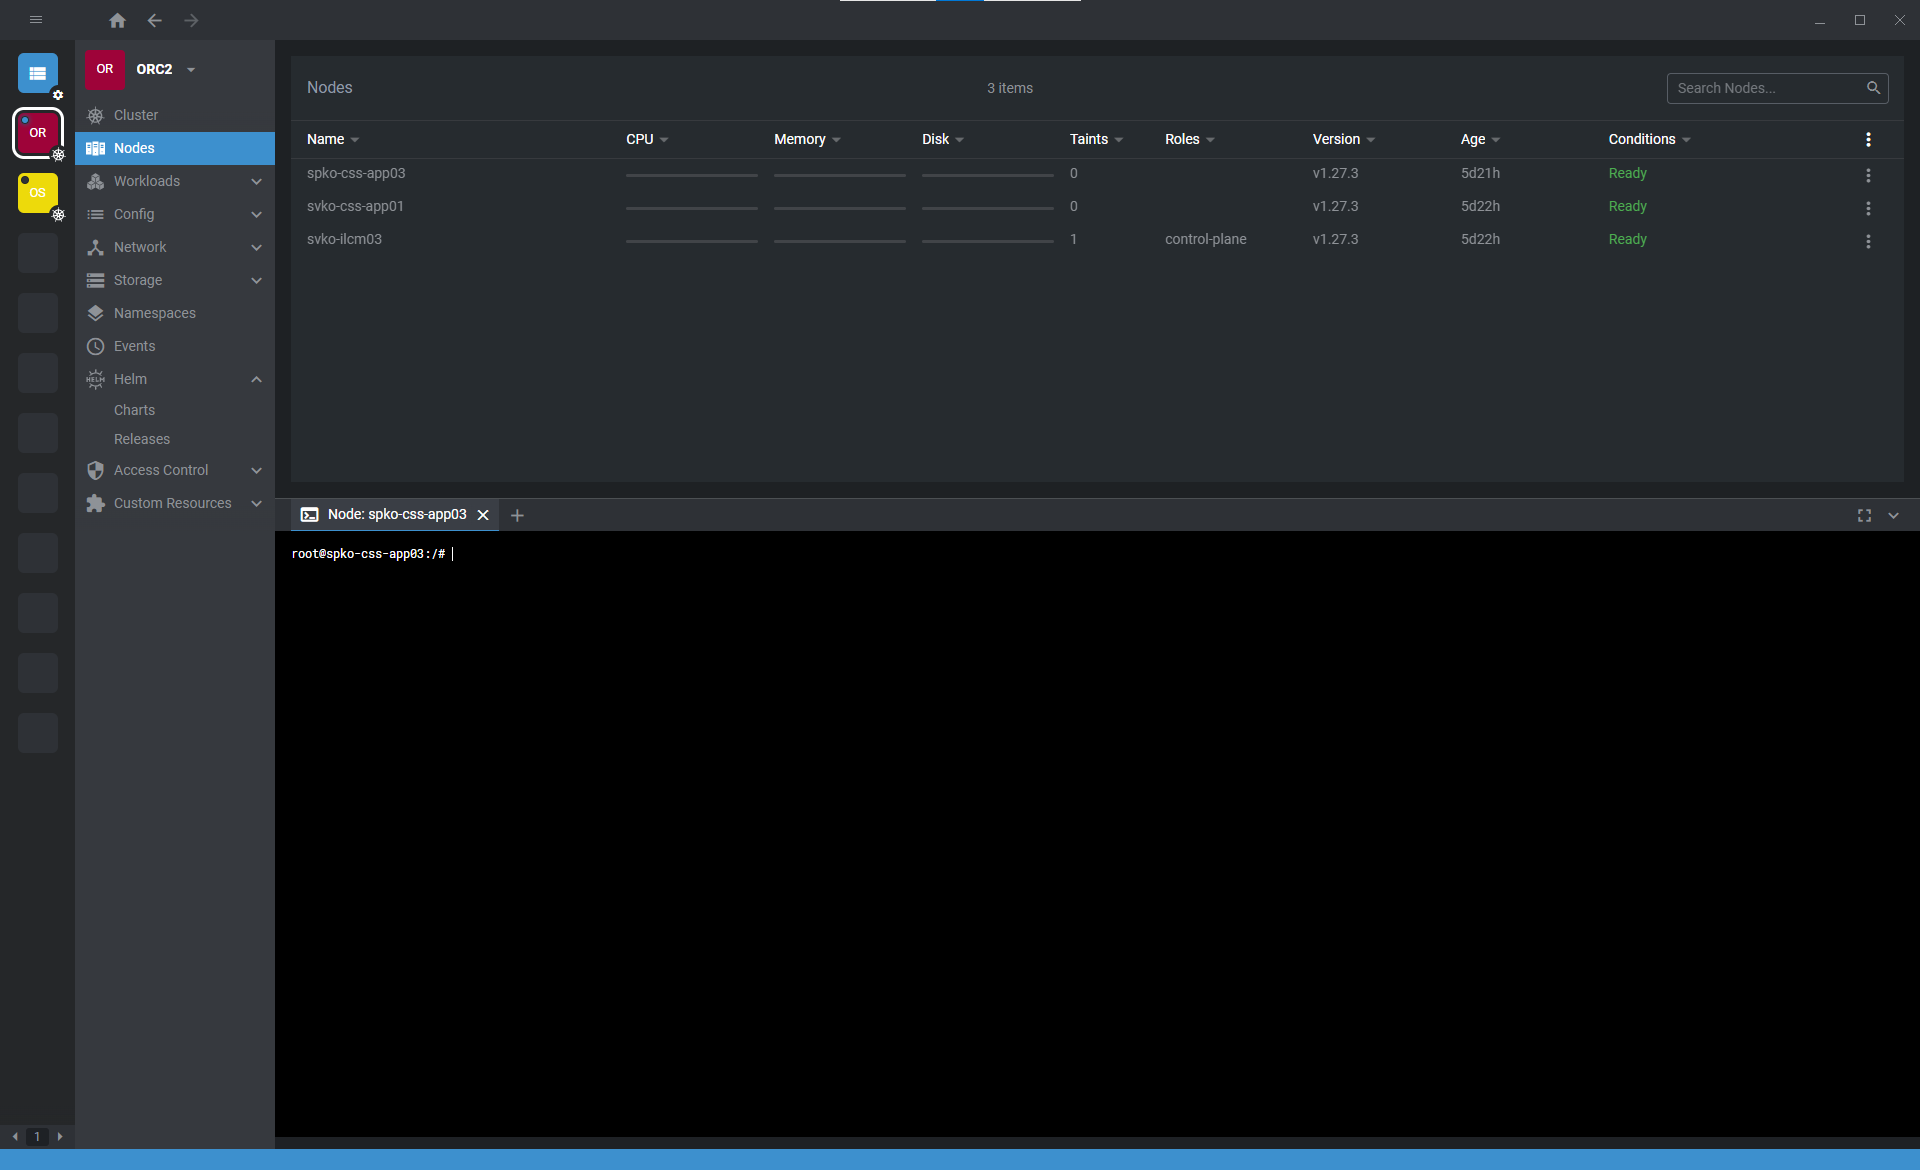 OR
ORC2
Cluster
Nodes
Workloads
Config
Network
Storage
Namespaces
Events
HELM
Helm
Charts
Releases
Access Control
Custom Resources
OR
OS
1
Nodes
3 items
Search Nodes...
Name CPU Memory Disk Taints Roles Version Age Conditions
spko-css-app03 0 v1.27.3 5d21h Ready
svko-css-app01 0 v1.27.3 5d22h Ready
svko-ilcm03 1 control-plane v1.27.3 5d22h Ready
Node: spko-css-app03
root@spko-css-app03:/#